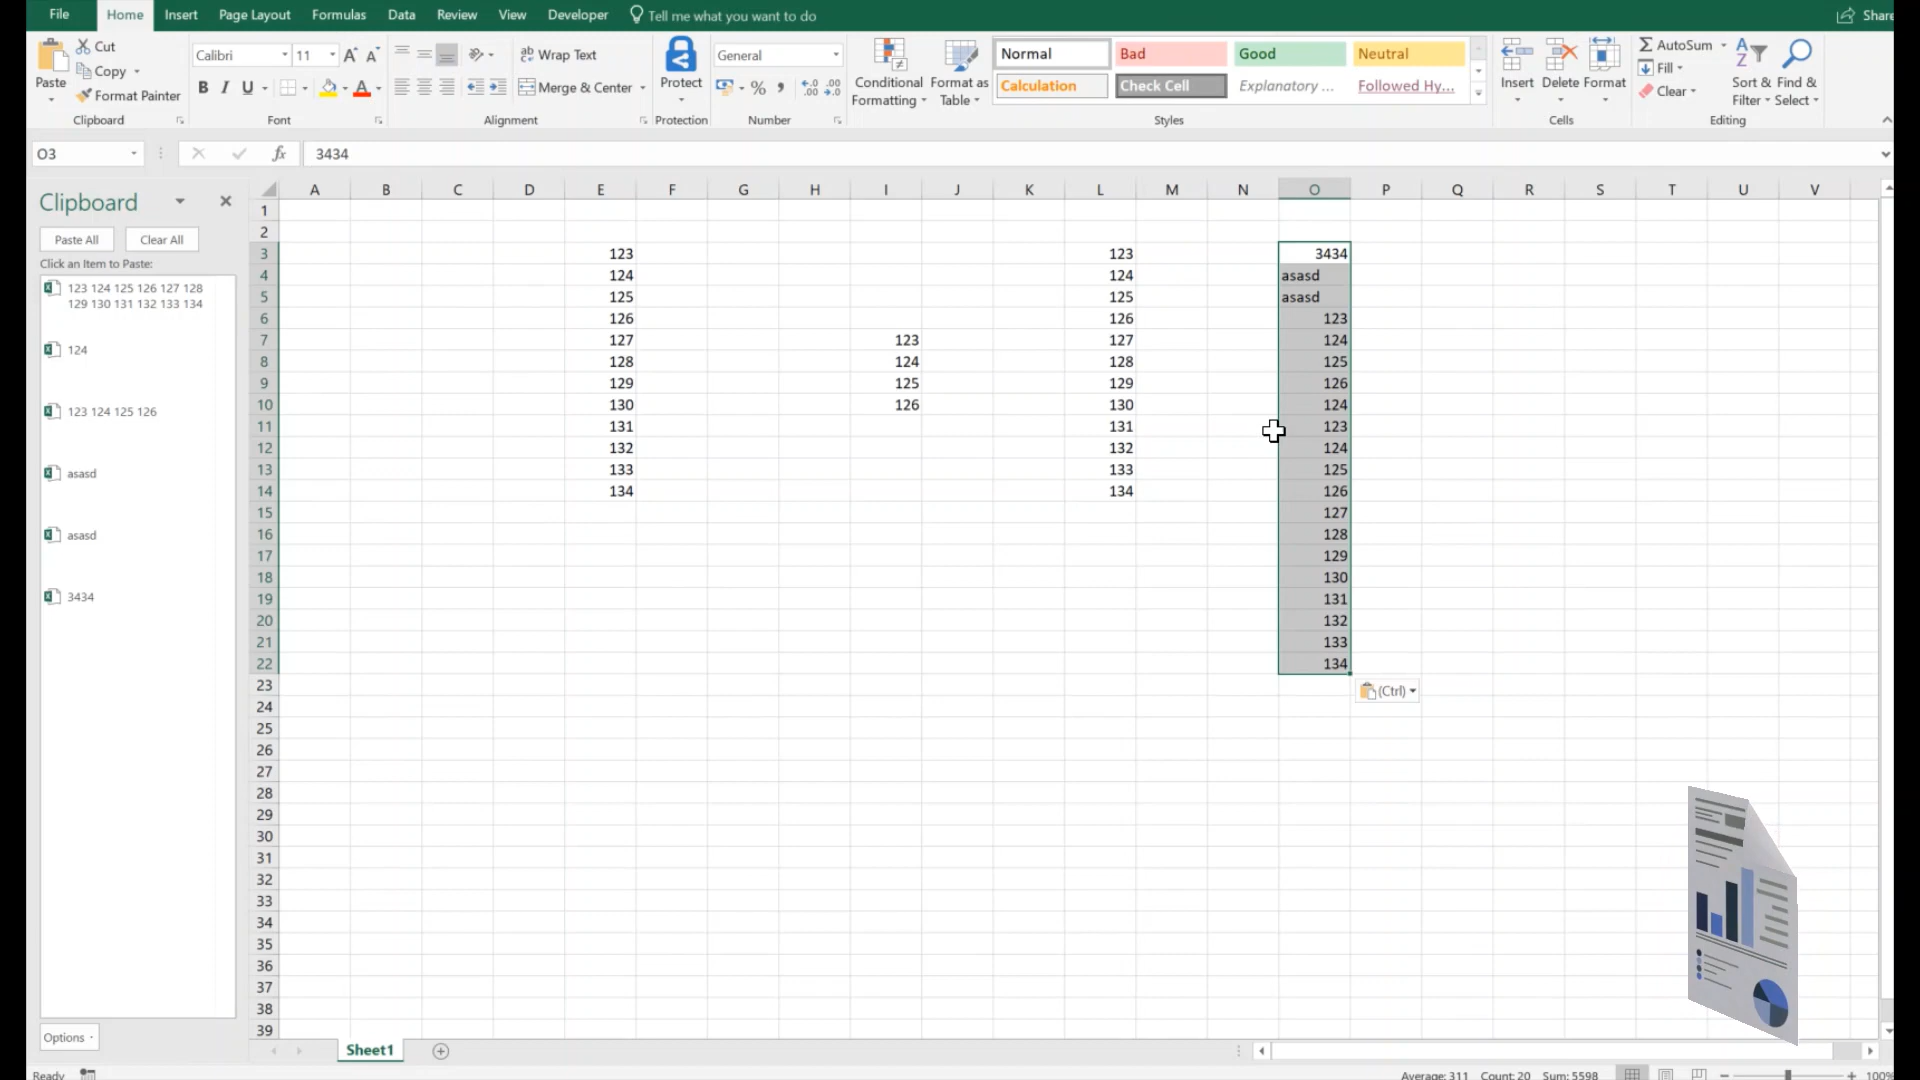 File Home Insert Page Layout Formulas Data Review View Developer Tell me what you want to do Share
Paste
Cut
Copy
Format Painter
Clipboard
Calibri 11
B I U
Font
Wrap Text
Merge & Center
Alignment
Protect
Protection
General
Number
Conditional Formatting
Format as Table
Normal Bad Good Neutral
Calculation Check Cell Explanatory ... Followed Hy...
Styles
Insert Delete Format
Cells
AutoSum
Fill
Clear
Sort & Filter
Find & Select
Editing
O3 fx 3434
Clipboard
Paste All Clear All
Click an Item to Paste:
123 124 125 126 127 128
129 130 131 132 133 134
124
123 124 125 126
asasd
asasd
3434
Options
A B C D E F G H I J K L M N O P Q R S T U V
1
2
3 123 123 3434
4 124 124 asasd
5 125 125 asasd
6 126 126 123
7 127 123 127 124
8 128 124 128 125
9 129 125 129 126
10 130 126 130 124
11 131 131 123
12 132 132 124
13 133 133 125
14 134 134 126
15 127
16 128
17 129
18 130
19 131
20 132
21 133
22 134
23 (Ctrl)
24
25
26
27
28
29
30
31
32
33
34
35
36
37
38
39
Sheet1
Ready Average: 311 Count: 20 Sum: 5598 100%